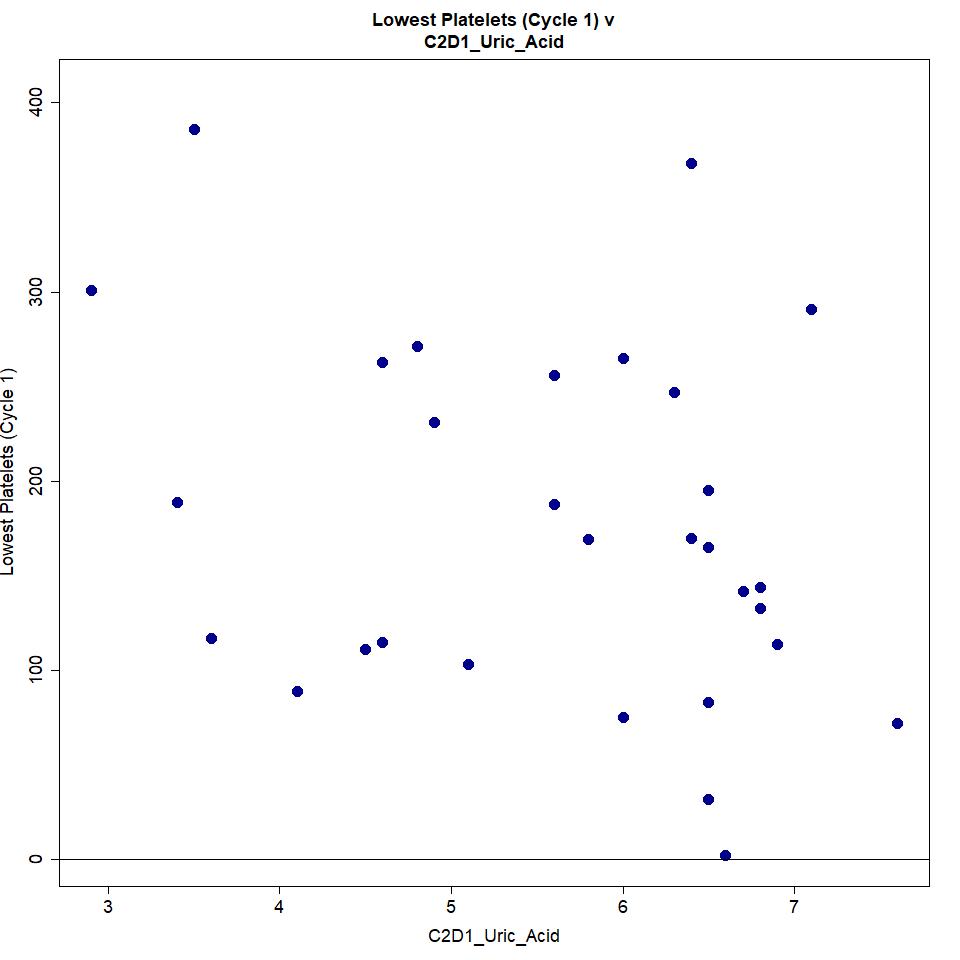 Lowest Platelets (Cycle 1) v
C2D1_Uric_Acid
400
300
200
100
0
Lowest Platelets (Cycle 1)
3 4 5 6 7
C2D1_Uric_Acid